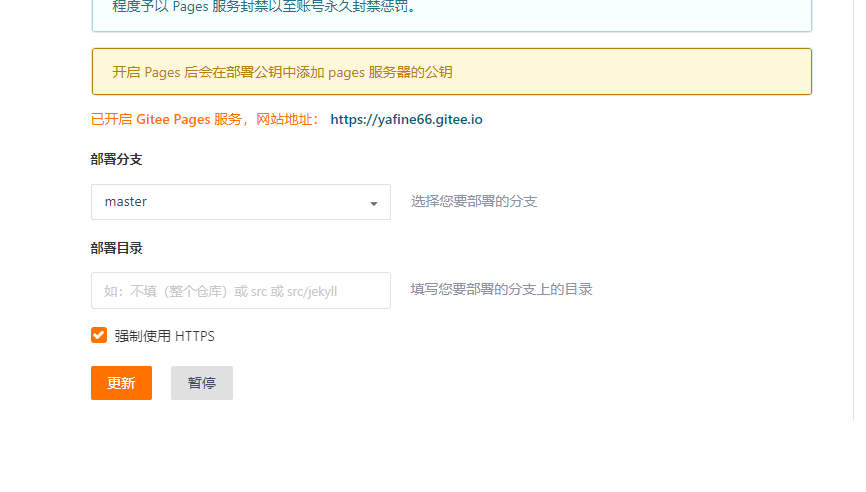 程度予以 Pages 服务封禁以至账号永久封禁惩罚。
开启 Pages 后会在部署公钥中添加 pages 服务器的公钥
已开启 Gitee Pages 服务，网站地址： https://yafine66.gitee.io
部署分支
master 选择您要部署的分支
部署目录
如：不填（整个仓库）或 src 或 src/jekyll 填写您要部署的分支上的目录
强制使用 HTTPS
更新 暂停